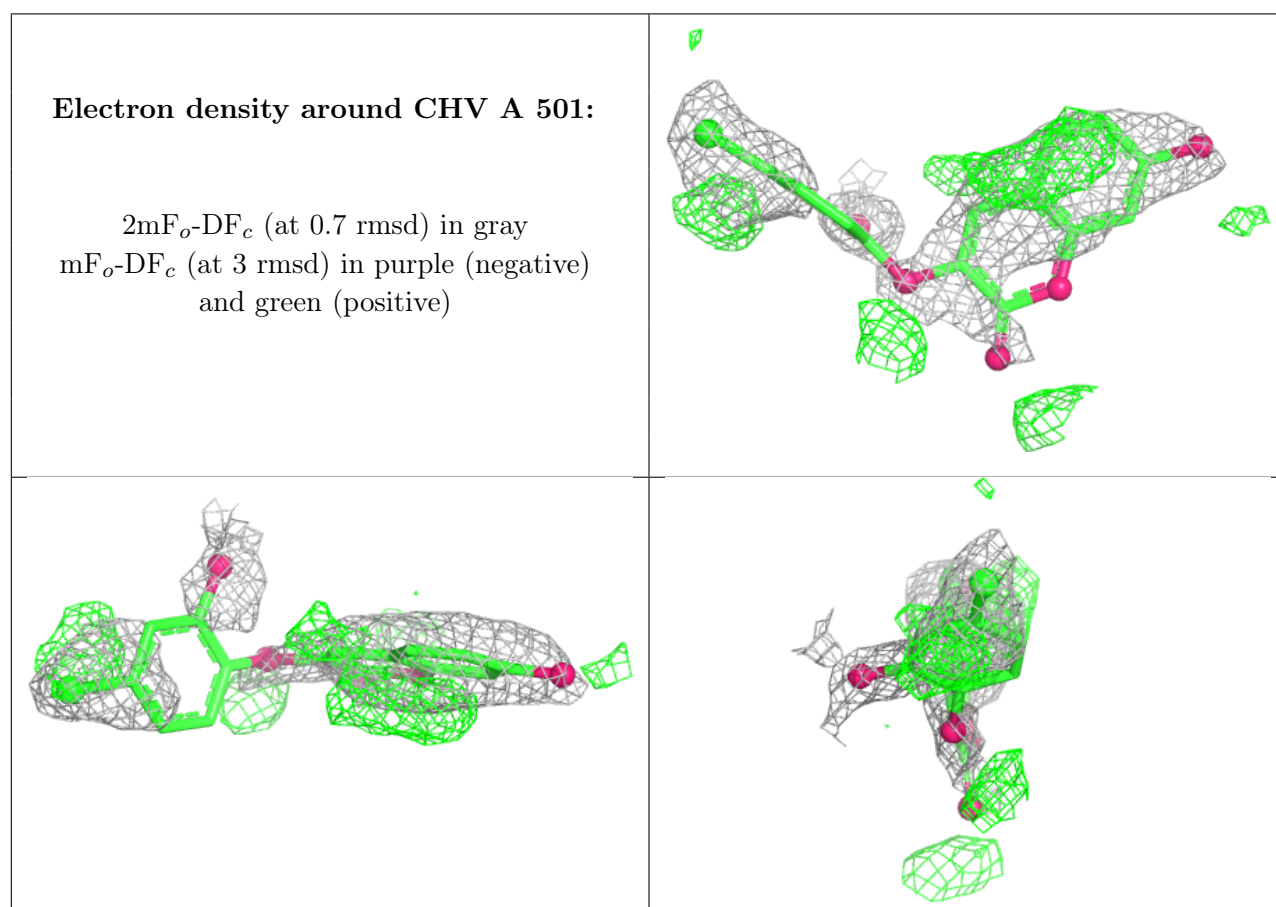 Electron density around CHV A 501:
2mFo-DFc (at 0.7 rmsd) in gray
mFo-DFc (at 3 rmsd) in purple (negative)
and green (positive)